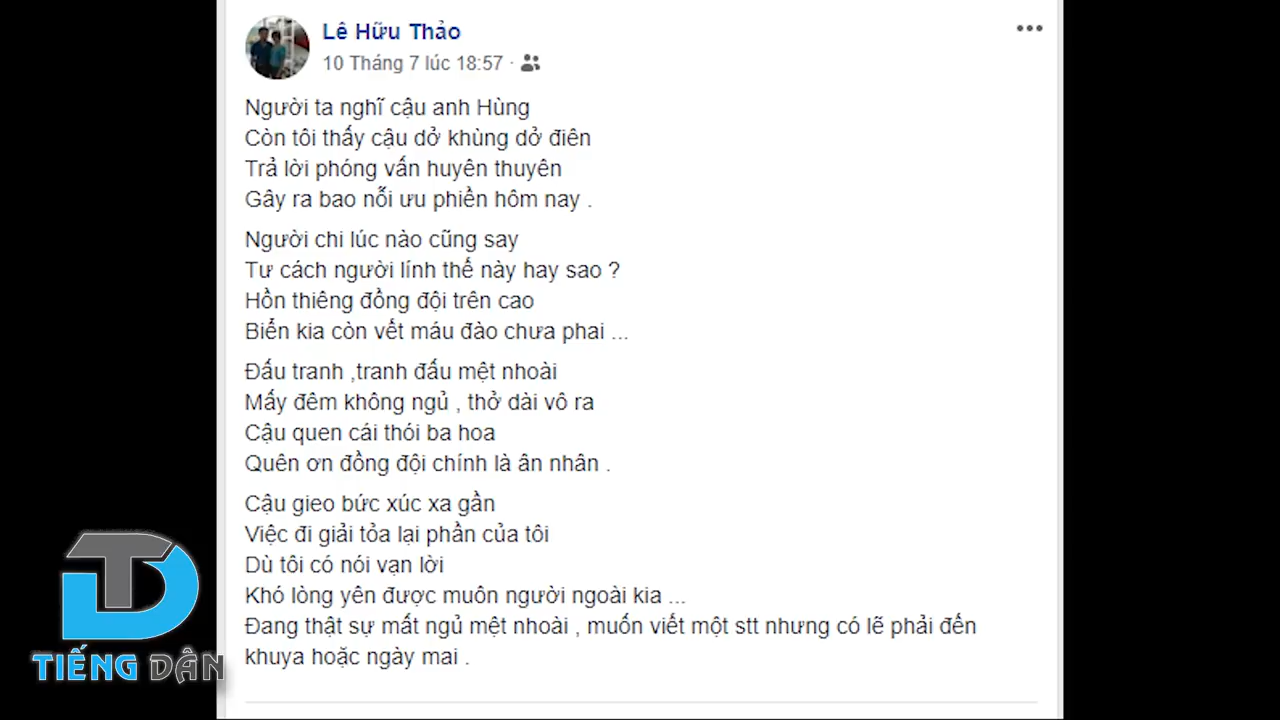 Lê Hữu Thảo
10 Tháng 7 lúc 18:57 ·
Người ta nghĩ cậu anh Hùng
Còn tôi thấy cậu dở khùng dở điên
Trả lời phóng vấn huyên thuyên
Gây ra bao nỗi ưu phiền hôm nay .
Người chi lúc nào cũng say
Tư cách người lính thế này hay sao ?
Hồn thiêng đồng đội trên cao
Biển kia còn vết máu đào chưa phai ...
Đấu tranh ,tranh đấu mệt nhoài
Mấy đêm không ngủ , thở dài vô ra
Cậu quen cái thói ba hoa
Quên ơn đồng đội chính là ân nhân .
Cậu gieo bức xúc xa gần
Việc đi giải tỏa lại phần của tôi
Dù tôi có nói vạn lời
Khó lòng yên được muôn người ngoài kia ...
Đang thật sự mất ngủ mệt nhoài , muốn viết một stt nhưng có lẽ phải đến
khuya hoặc ngày mai .
TD
TIẾNG DÂN